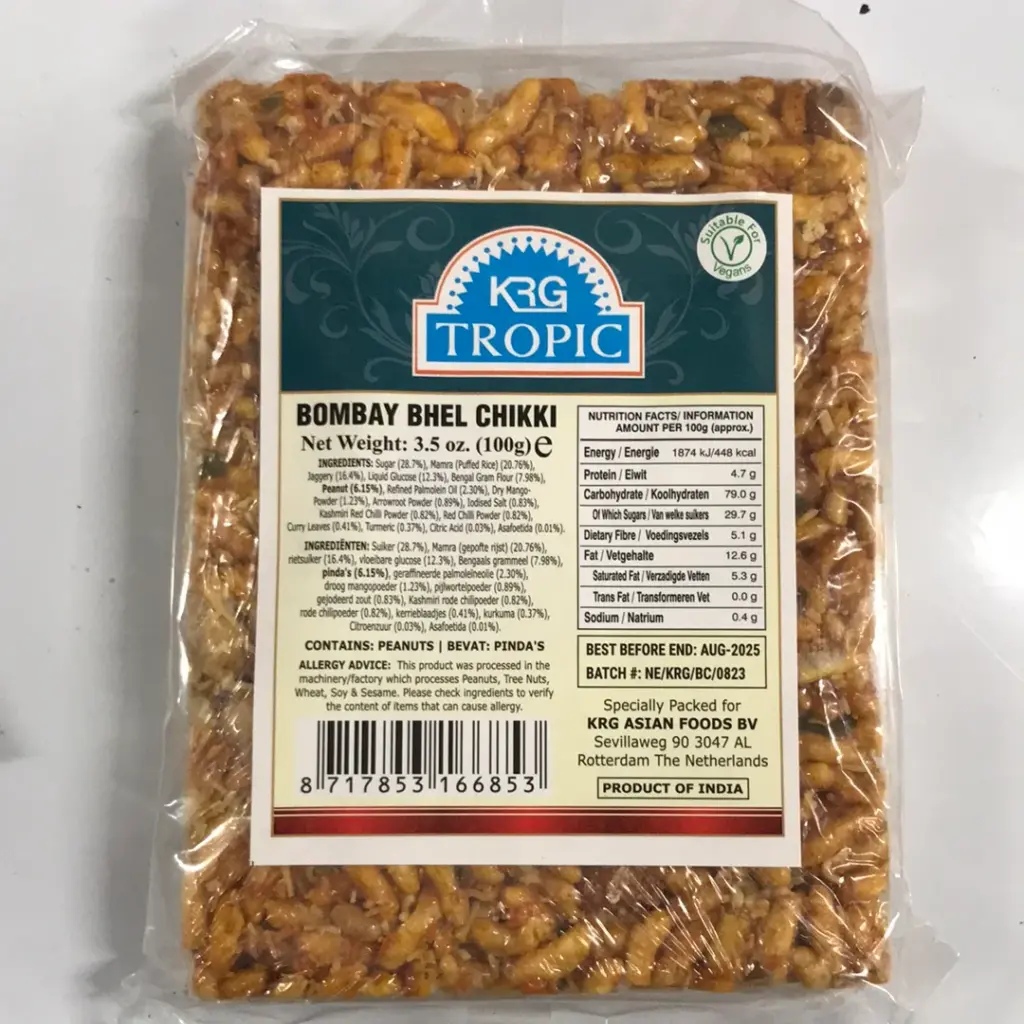 Suitable For
Vegans
KRG
TROPIC
BOMBAY BHEL CHIKKI
Net Weight: 3.5 oz. (100g) e
INGREDIENTS: Sugar (28.7%), Mamra (Puffed Rice) (20.76%),
Jaggery (16.4%), Liquid Glucose (12.3%), Bengal Gram Flour (7.98%),
Peanut (6.15%), Refined Palmolein Oil (2.30%), Dry Mango-
Powder (1.23%), Arrowroot Powder (0.89%), Iodised Salt (0.83%),
Kashmiri Red Chilli Powder (0.82%), Red Chilli Powder (0.82%),
Curry Leaves (0.41%), Turmeric (0.37%), Citric Acid (0.03%), Asafoetida (0.01%).
INGREDIËNTEN: Suiker (28.7%), Mamra (gepofte rijst) (20.76%),
rietsuiker (16.4%), vloeibare glucose (12.3%), Bengaals grammeel (7.98%),
pinda's (6.15%), geraffineerde palmoleineolie (2.30%),
droog mangopoeder (1.23%), pijlwortelpoeder (0.89%),
gejodeerd zout (0.83%), Kashmiri rode chilipoeder (0.82%),
rode chilipoeder (0.82%), kerrieblaadjes (0.41%), kurkuma (0.37%),
Citroenzuur (0.03%), Asafoetida (0.01%).
CONTAINS: PEANUTS | BEVAT: PINDA'S
ALLERGY ADVICE: This product was processed in the
machinery/factory which processes Peanuts, Tree Nuts,
Wheat, Soy & Sesame. Please check ingredients to verify
the content of items that can cause allergy.
8 717853 166853
NUTRITION FACTS/ INFORMATION
AMOUNT PER 100g (approx.)
Energy / Energie 1874 kJ/448 kcal
Protein / Eiwit 4.7 g
Carbohydrate / Koolhydraten 79.0 g
Of Which Sugars / Van welke suikers 29.7 g
Dietary Fibre / Voedingsvezels 5.1 g
Fat / Vetgehalte 12.6 g
Saturated Fat / Verzadigde Vetten 5.3 g
Trans Fat / Transformeren Vet 0.0 g
Sodium / Natrium 0.4 g
BEST BEFORE END: AUG-2025
BATCH #: NE/KRG/BC/0823
Specially Packed for
KRG ASIAN FOODS BV
Sevillaweg 90 3047 AL
Rotterdam The Netherlands
PRODUCT OF INDIA